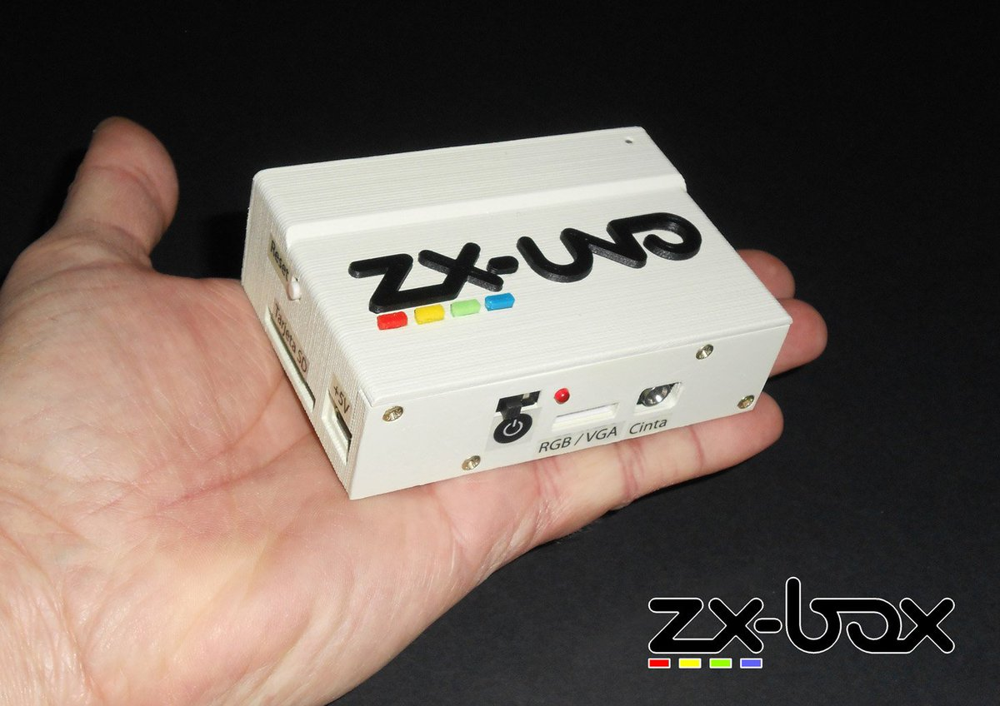 ZX-UNO
Reset
Tarjeta SD
+5V
RGB / VGA
Cinta
zx-box